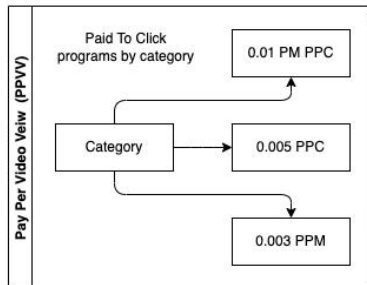 Pay Per Video Veiw (PPVV)
Paid To Click
programs by category
0.01 PM PPC
Category
0.005 PPC
0.003 PPM